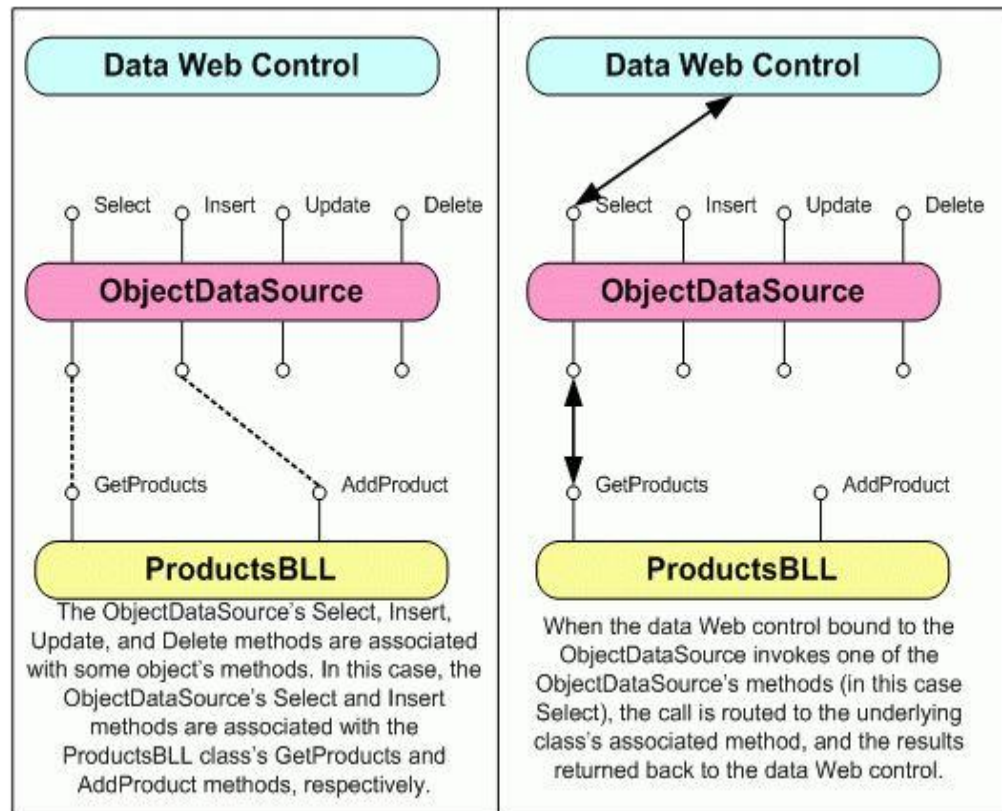 Data Web Control
Select
Insert
Update
Delete
ObjectDataSource
GetProducts
AddProduct
ProductsBLL
The ObjectDataSource's Select, Insert,
Update, and Delete methods are associated
with some object's methods. In this case, the
ObjectDataSource's Select and Insert
methods are associated with the
ProductsBLL class's GetProducts and
AddProduct methods, respectively.
Data Web Control
Select
Insert
Update
Delete
ObjectDataSource
GetProducts
AddProduct
ProductsBLL
When the data Web control bound to the
ObjectDataSource invokes one of the
ObjectDataSource's methods (in this case
Select), the call is routed to the underlying
class's associated method, and the results
returned back to the data Web control.